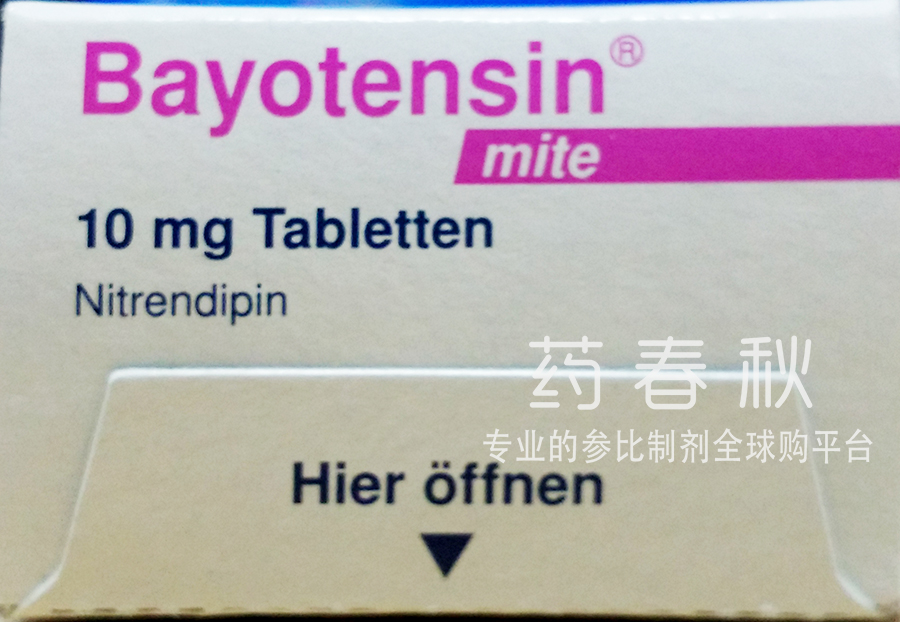 Bayotensin®
mite
10 mg Tabletten
Nitrendipin
药春秋
专业的参比制剂全球购平台
Hier öffnen